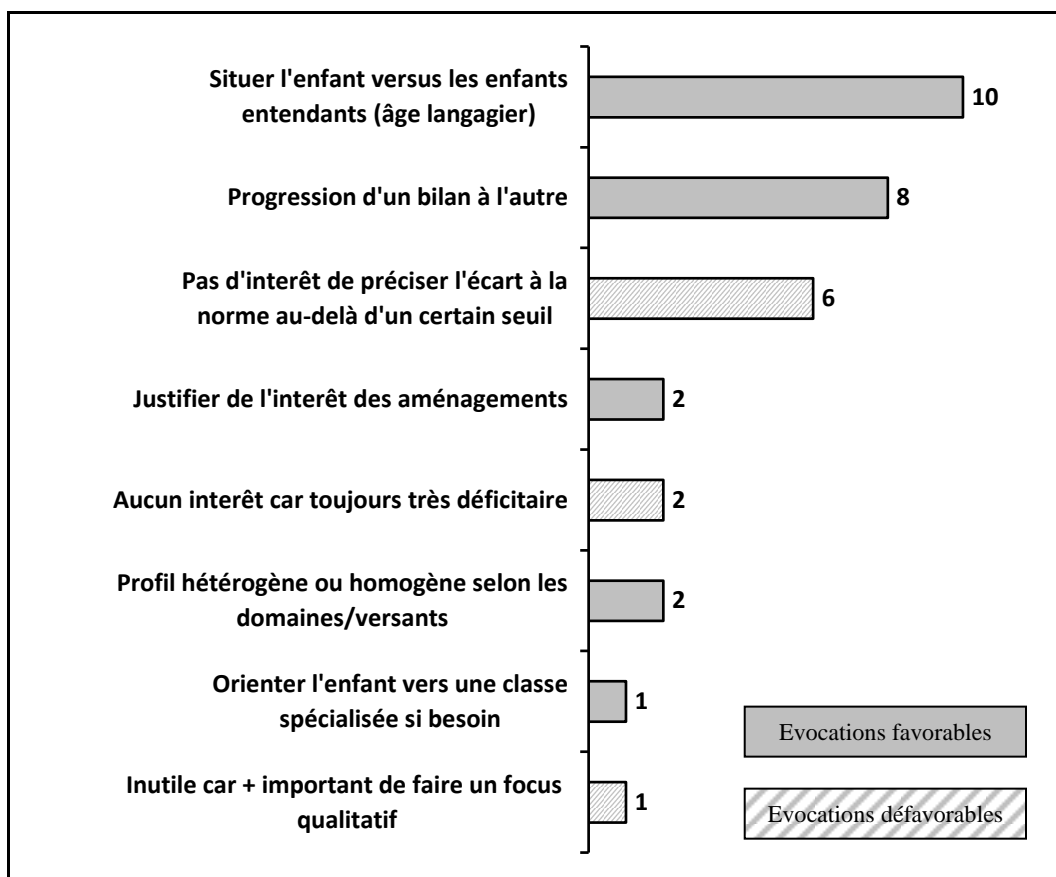 Situer l'enfant versus les enfants
entendants (âge langagier)
10
Progression d'un bilan à l'autre
8
Pas d'interêt de préciser l'écart à la
norme au-delà d'un certain seuil
6
Justifier de l'interêt des aménagements
2
Aucun interêt car toujours très déficitaire
2
Profil hétérogène ou homogène selon les
domaines/versants
2
Orienter l'enfant vers une classe
spécialisée si besoin
1
Inutile car + important de faire un focus
qualitatif
1
Evocations favorables
Evocations défavorables